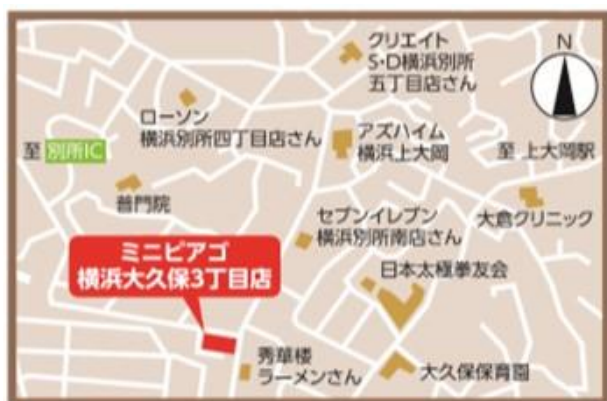 クリエイト
S・D横浜別所
五丁目店さん
N
ローソン
横浜別所四丁目店さん
アズハイム
横浜上大岡
至 別所IC
至 上大岡駅
普門院
大倉クリニック
セブンイレブン
横浜別所南店さん
ミニピアゴ
横浜大久保3丁目店
日本太極拳友会
秀華楼
ラーメンさん
大久保保育園